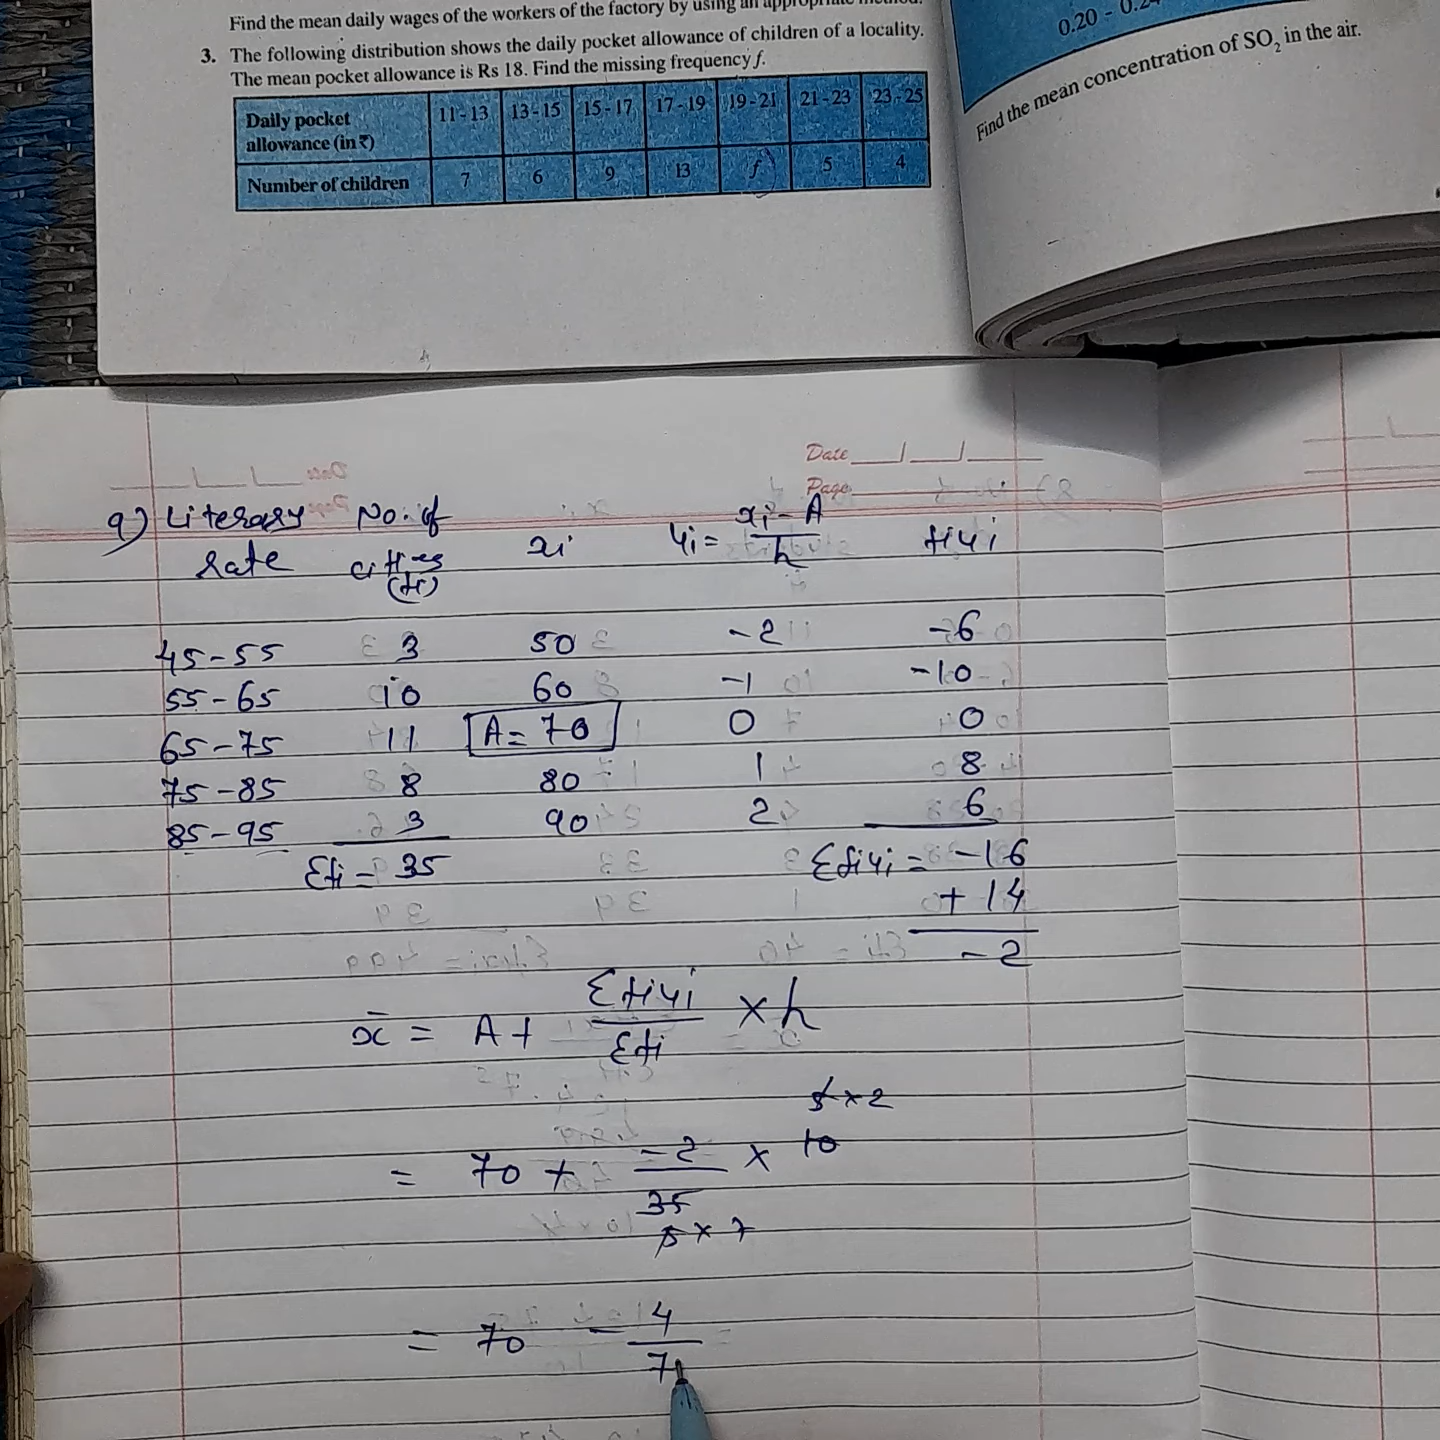 Find the mean daily wages of the workers of the factory by using an appropriate method.
3. The following distribution shows the daily pocket allowance of children of a locality.
The mean pocket allowance is Rs 18. Find the missing frequency f.
Daily pocket allowance (in ₹) 11 - 13 13 - 15 15 - 17 17 - 19 19 - 21 21 - 23 23 - 25
Number of children 7 6 9 13 f 5 4
0.20 - 0.24
Find the mean concentration of SO2 in the air.
Date
Page
9) Literary rate No. of cities (fi) xi ui = xi - A / h fiui
45-55 3 50 -2 -6
55-65 10 60 -1 -10
65-75 11 A = 70 0 0
75-85 8 80 1 8
85-95 3 90 2 6
Σfi = 35 Σfiui = -16
+ 14
-2
x̄ = A + Σfiui / Σfi × h
5 × 2
= 70 + -2 / 35 × 10
5 × 7
= 70 - 4 / 7